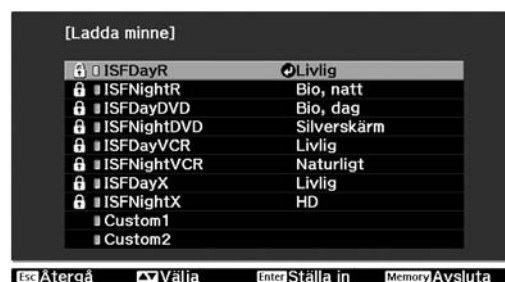 [Ladda minne]
ISFDayR Livlig
ISFNightR Bio, natt
ISFDayDVD Bio, dag
ISFNightDVD Silverskärm
ISFDayVCR Livlig
ISFNightVCR Naturligt
ISFDayX Livlig
ISFNightX HD
Custom1
Custom2
Esc Återgå Välja Enter Ställa in Memory Avsluta